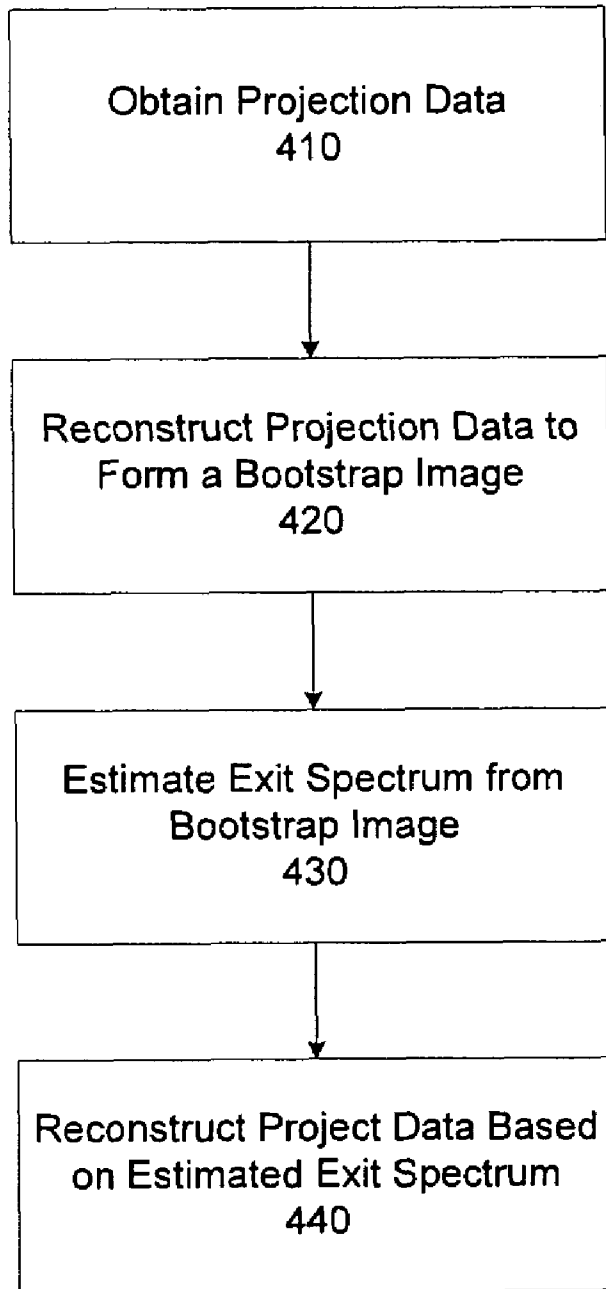 Obtain Projection Data
410
Reconstruct Projection Data to
Form a Bootstrap Image
420
Estimate Exit Spectrum from
Bootstrap Image
430
Reconstruct Project Data Based
on Estimated Exit Spectrum
440